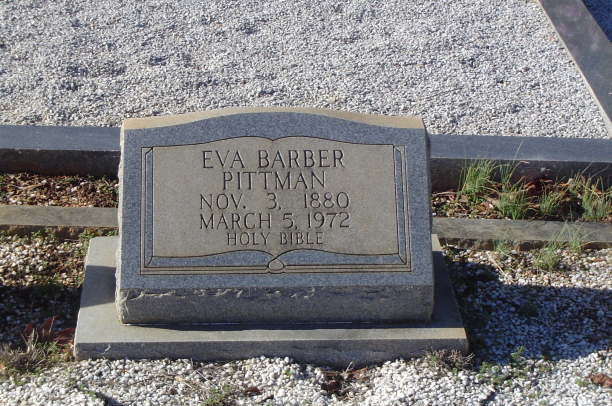 EVA BARBER
PITTMAN
NOV. 3, 1880
MARCH 5, 1972
HOLY BIBLE